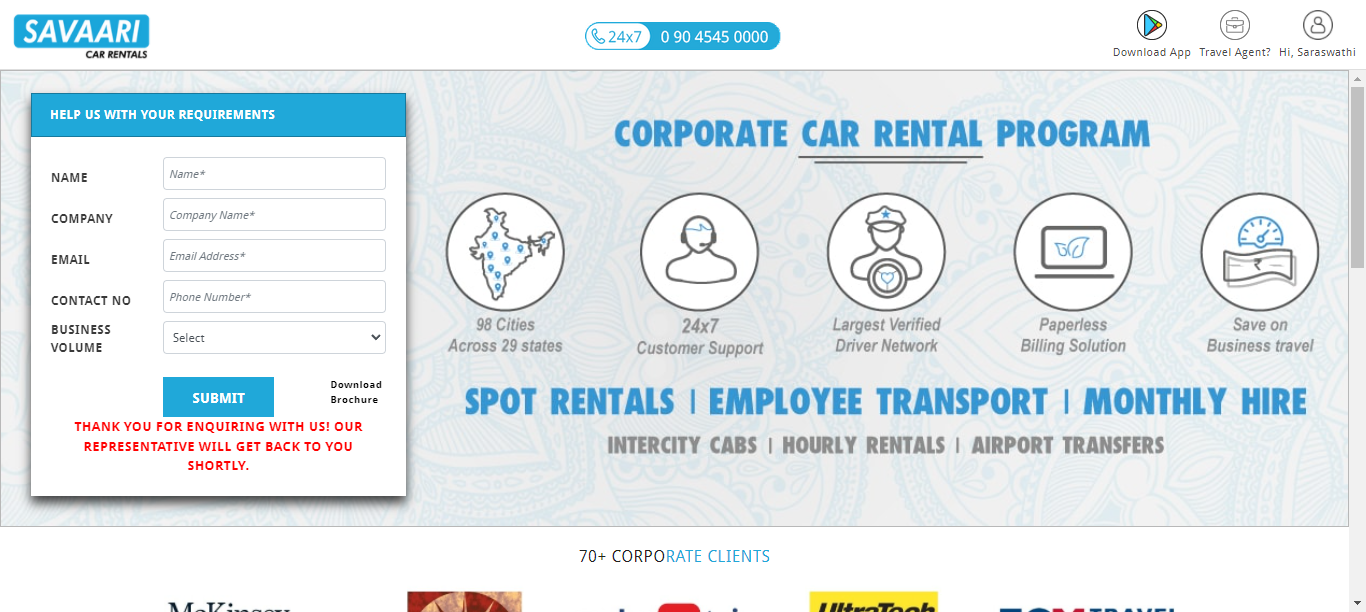 SAVAARI
CAR RENTALS
24x7 0 90 4545 0000
Download App Travel Agent? Hi, Saraswathi
HELP US WITH YOUR REQUIREMENTS
NAME Name*
COMPANY Company Name*
EMAIL Email Address*
CONTACT NO Phone Number*
BUSINESS VOLUME Select
SUBMIT
Download
Brochure
THANK YOU FOR ENQUIRING WITH US! OUR
REPRESENTATIVE WILL GET BACK TO YOU
SHORTLY.
CORPORATE CAR RENTAL PROGRAM
98 Cities
Across 29 states
24x7
Customer Support
Largest Verified
Driver Network
Paperless
Billing Solution
₹
Save on
Business travel
SPOT RENTALS | EMPLOYEE TRANSPORT | MONTHLY HIRE
INTERCITY CABS | HOURLY RENTALS | AIRPORT TRANSFERS
70+ CORPORATE CLIENTS
McKinsey
UltraTech
TRAVEL